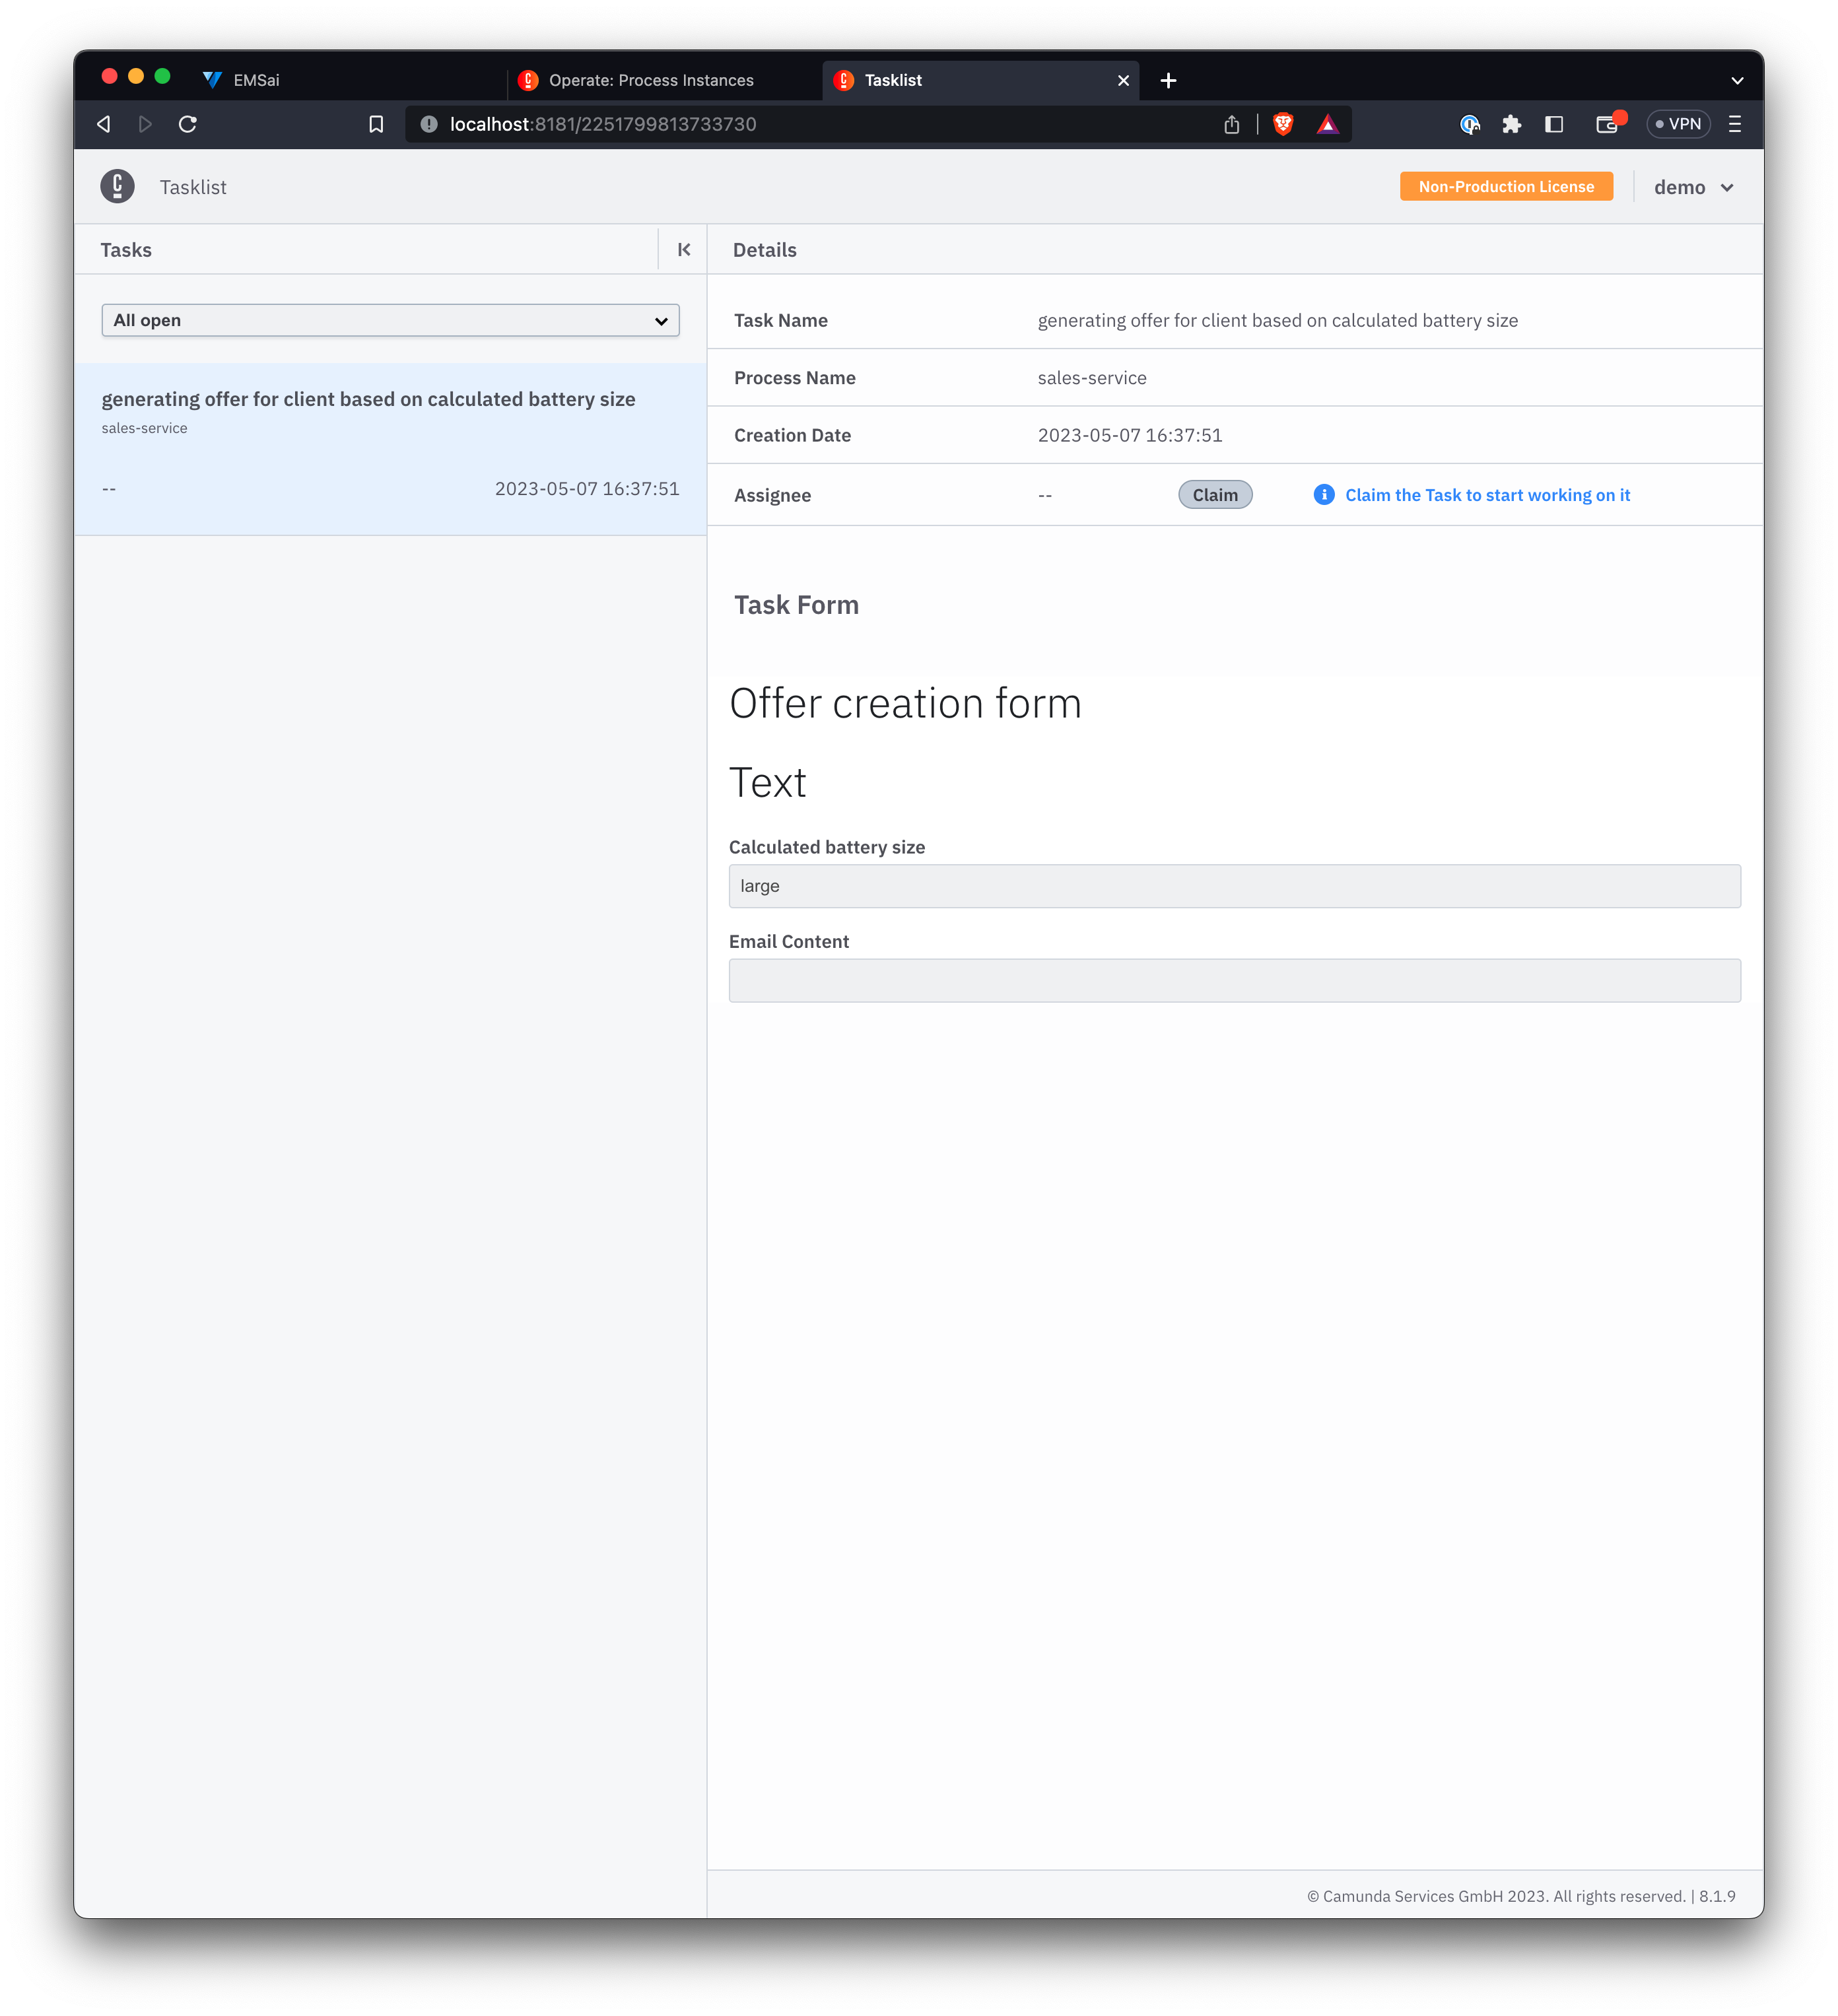 EMSai
Operate: Process Instances
Tasklist
localhost:8181/2251799813733730
VPN
Tasklist
Non-Production License
demo
Tasks
Details
All open
generating offer for client based on calculated battery size
sales-service
-- 2023-05-07 16:37:51
Task Name generating offer for client based on calculated battery size
Process Name sales-service
Creation Date 2023-05-07 16:37:51
Assignee -- Claim Claim the Task to start working on it
Task Form
Offer creation form
Text
Calculated battery size
large
Email Content
© Camunda Services GmbH 2023. All rights reserved. | 8.1.9